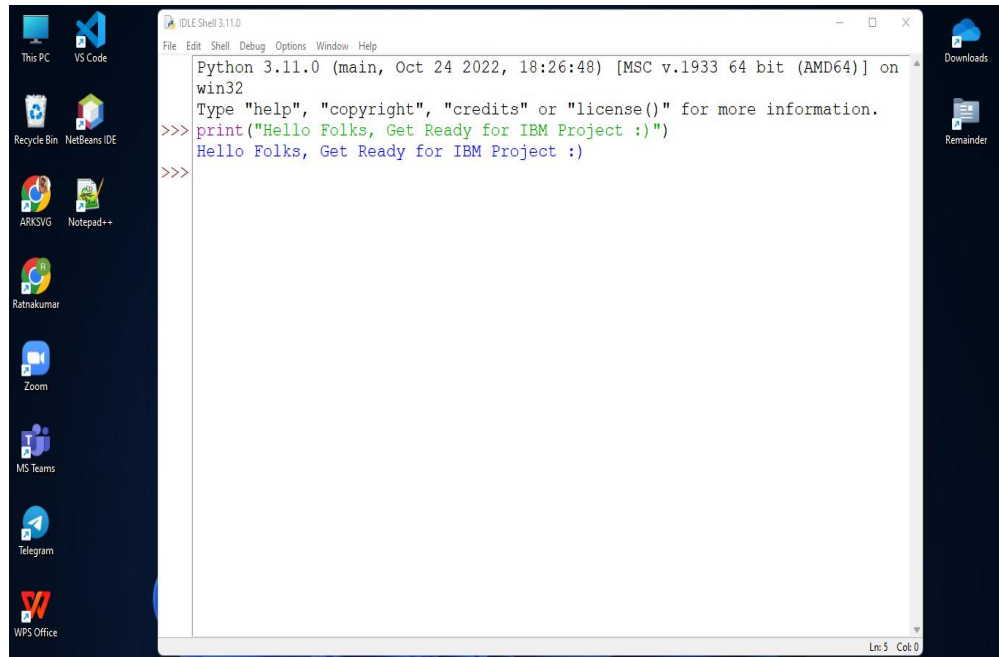 This PC
VS Code
Recycle Bin
NetBeans IDE
ARKSVG
Notepad++
R
Ratnakumar
Zoom
T
MS Teams
Telegram
W
WPS Office
IDLE Shell 3.11.0
File Edit Shell Debug Options Window Help
Python 3.11.0 (main, Oct 24 2022, 18:26:48) [MSC v.1933 64 bit (AMD64)] on
win32
Type "help", "copyright", "credits" or "license()" for more information.
>>> print("Hello Folks, Get Ready for IBM Project :)")
Hello Folks, Get Ready for IBM Project :)
>>>
Ln: 5 Col: 0
Downloads
Remainder